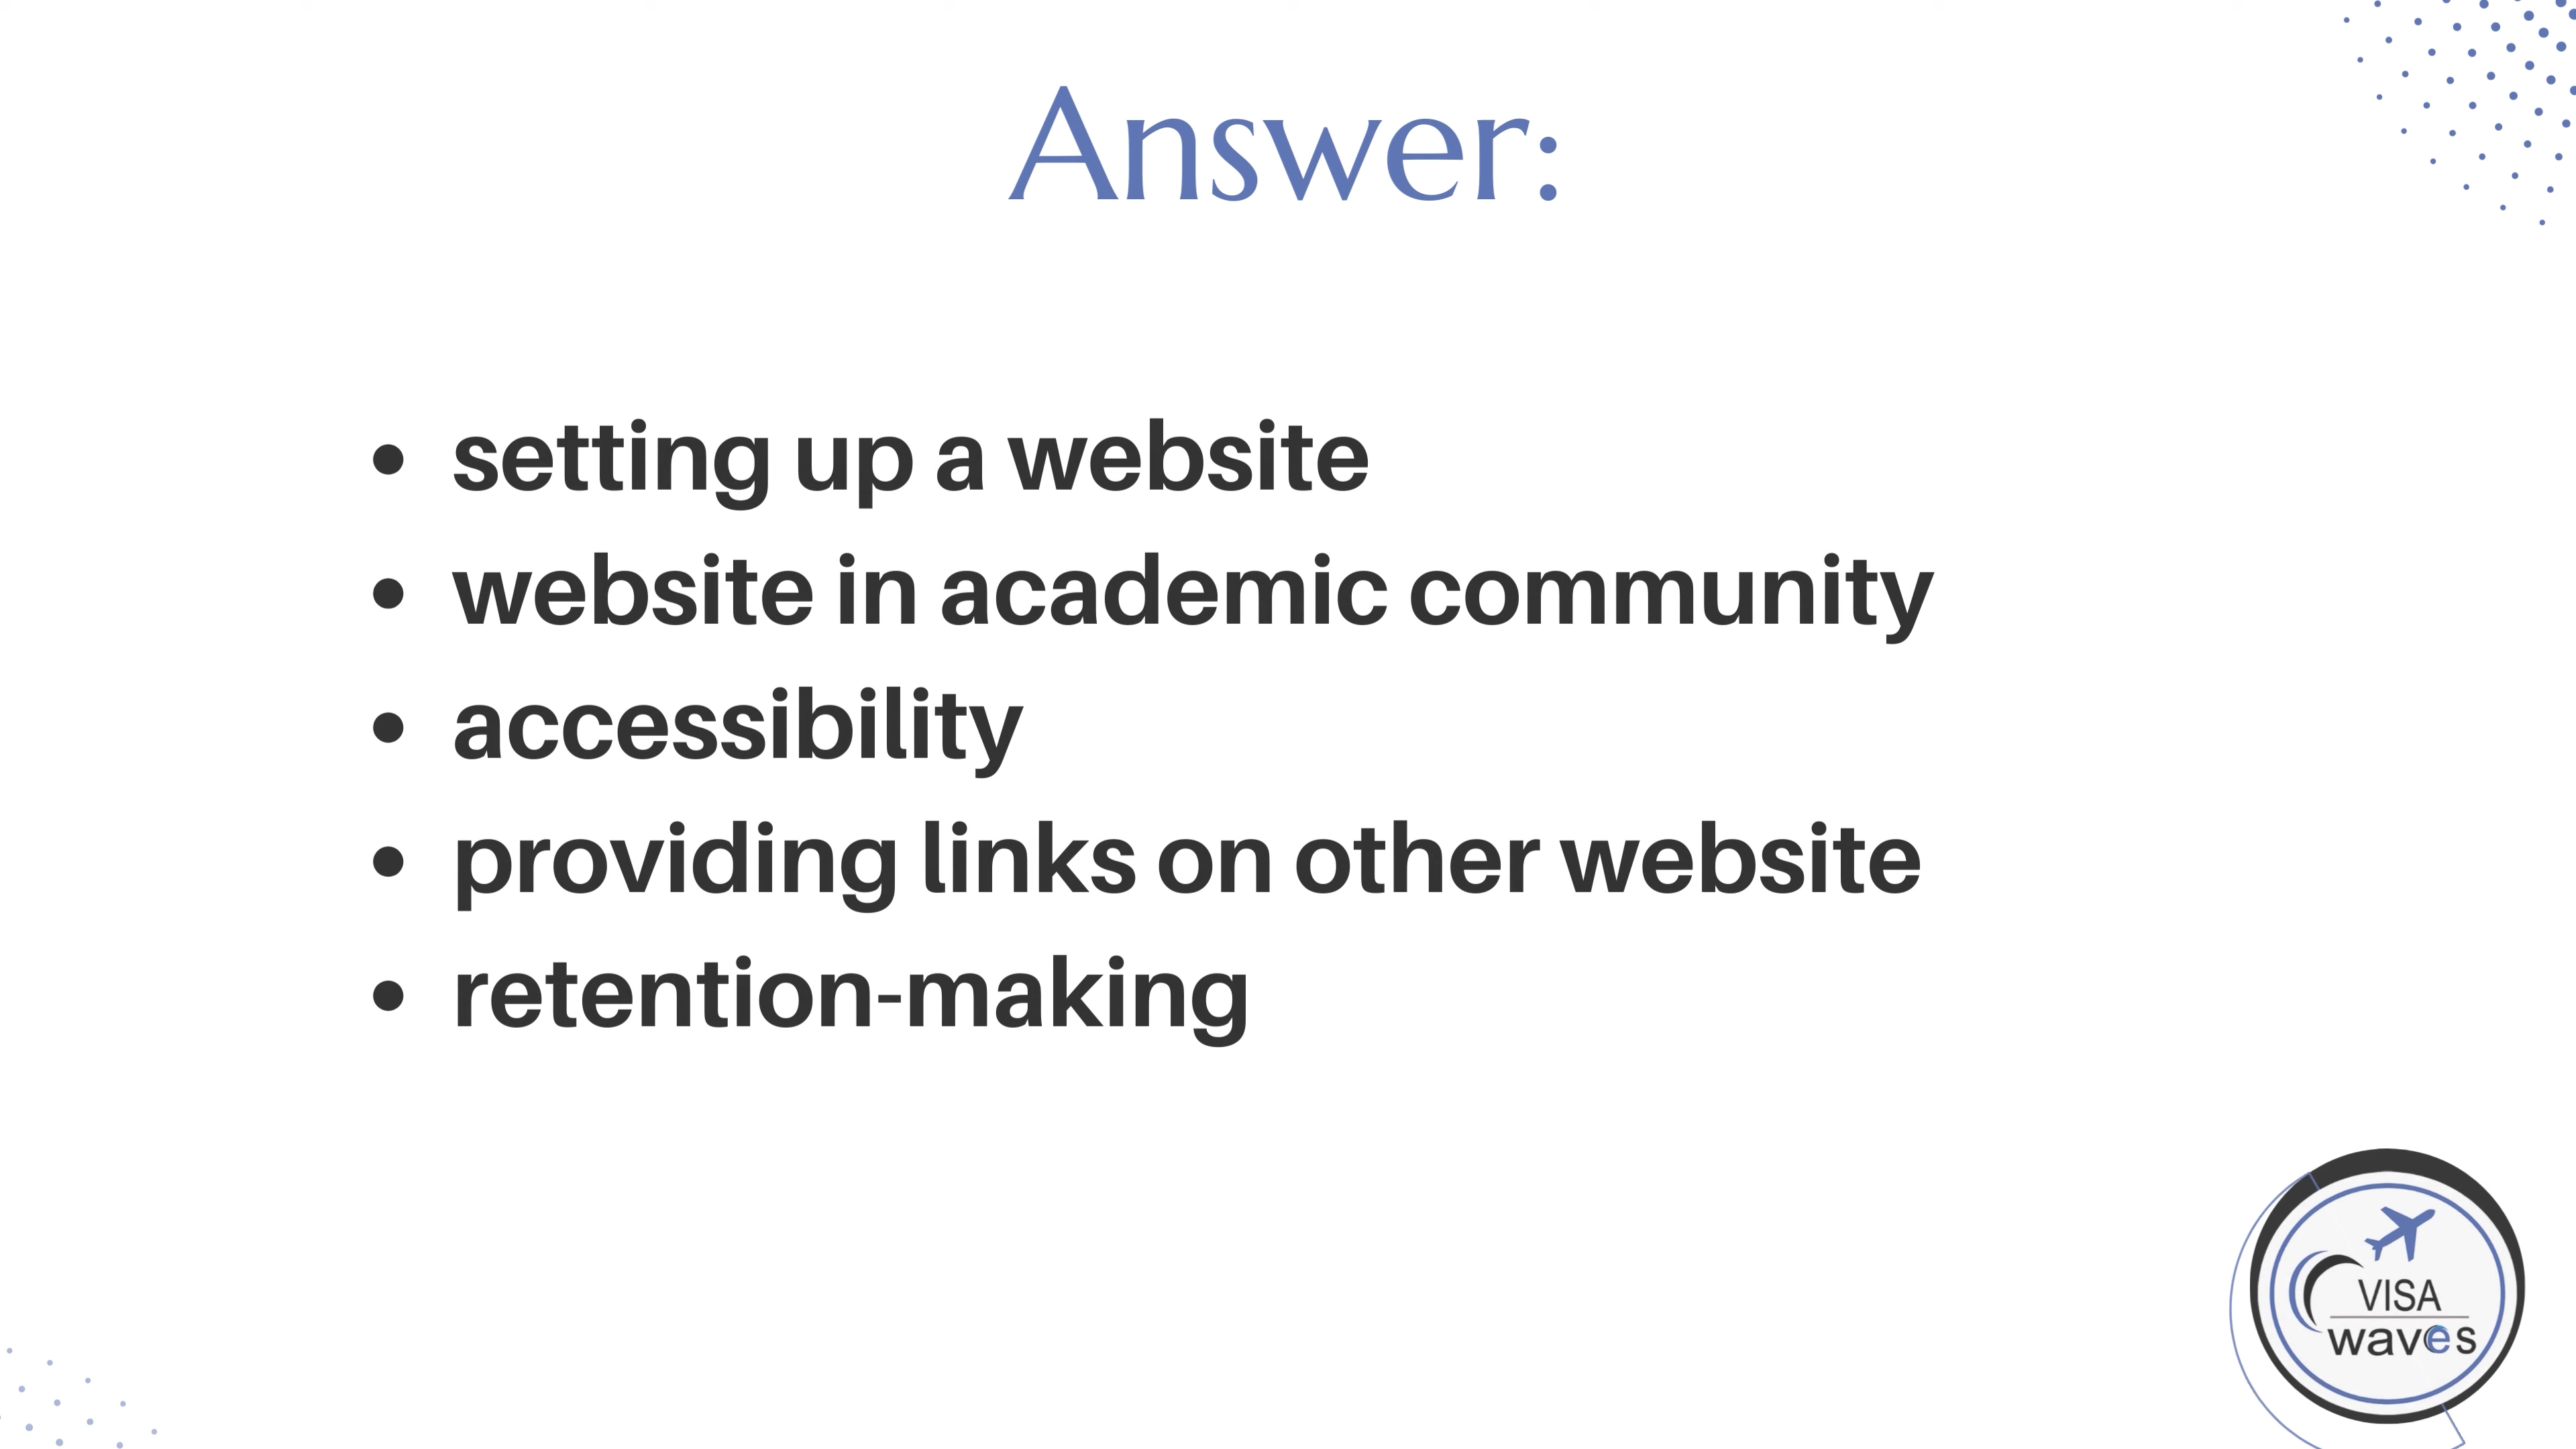 Answer:
• setting up a website
• website in academic community
• accessibility
• providing links on other website
• retention-making
VISA
waves